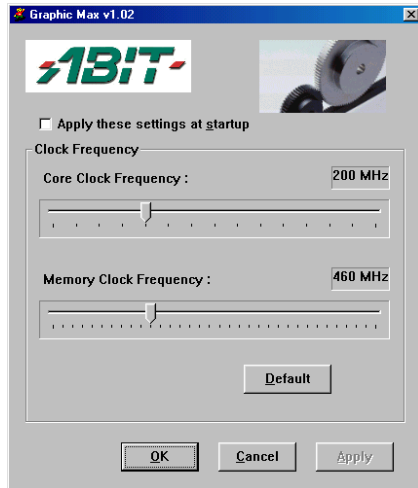 Graphic Max v1.02
ABIT
Apply these settings at startup
Clock Frequency
Core Clock Frequency :
200 MHz
Memory Clock Frequency :
460 MHz
Default
OK
Cancel
Apply